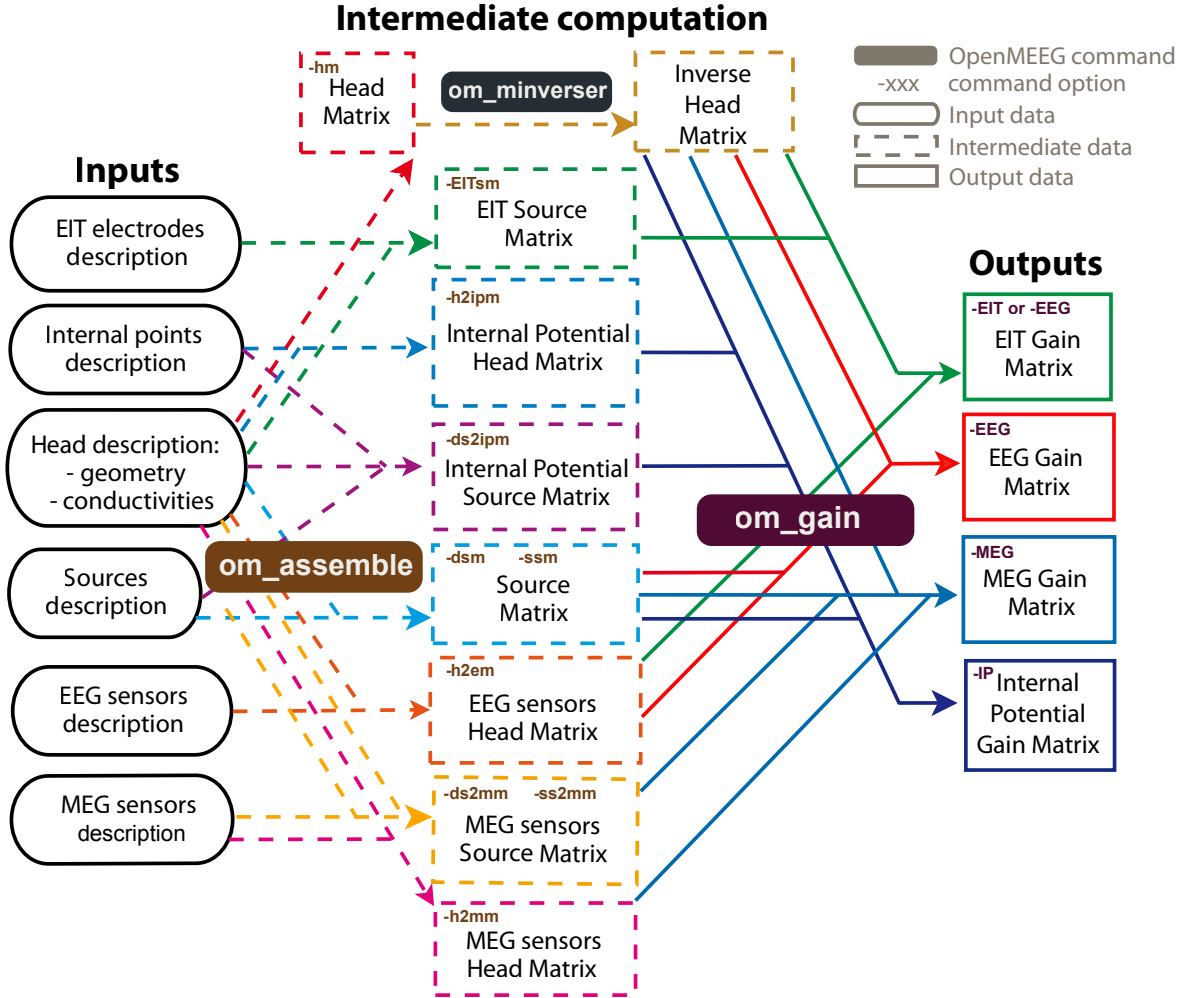 Intermediate computation
-hm
Head
Matrix
om_minverser
Inverse
Head
Matrix
OpenMEEG command
-xxx command option
Input data
Intermediate data
Output data
Inputs
EIT electrodes
description
Internal points
description
Head description:
- geometry
- conductivities
om_assemble
Sources
description
EEG sensors
description
MEG sensors
description
-EITsm
EIT Source
Matrix
-h2ipm
Internal Potential
Head Matrix
-ds2ipm
Internal Potential
Source Matrix
-dsm -ssm
Source
Matrix
-h2em
EEG sensors
Head Matrix
-ds2mm -ss2mm
MEG sensors
Source Matrix
-h2mm
MEG sensors
Head Matrix
om_gain
Outputs
-EIT or -EEG
EIT Gain
Matrix
-EEG
EEG Gain
Matrix
-MEG
MEG Gain
Matrix
-IP Internal
Potential
Gain Matrix